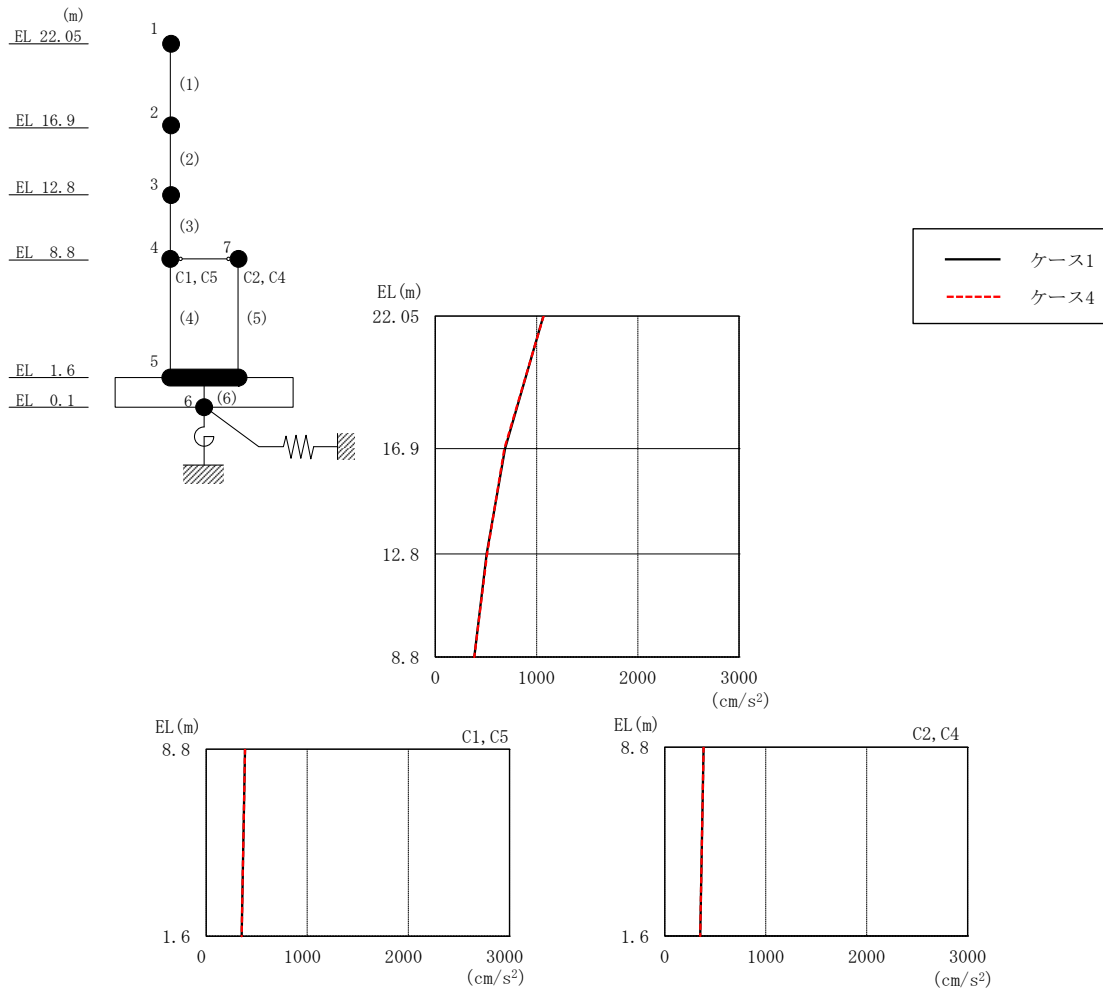 (m)
EL 22.05
1
(1)
EL 16.9
2
(2)
EL 12.8
3
(3)
EL 8.8
4
7
C1,C5
C2,C4
(4)
(5)
EL 1.6
5
EL 0.1
6
(6)
ケース1
ケース4
EL(m)
22.05
16.9
12.8
8.8
0 1000 2000 3000
(cm/s²)
EL(m)
C1,C5
8.8
1.6
0 1000 2000 3000
(cm/s²)
EL(m)
C2,C4
8.8
1.6
0 1000 2000 3000
(cm/s²)